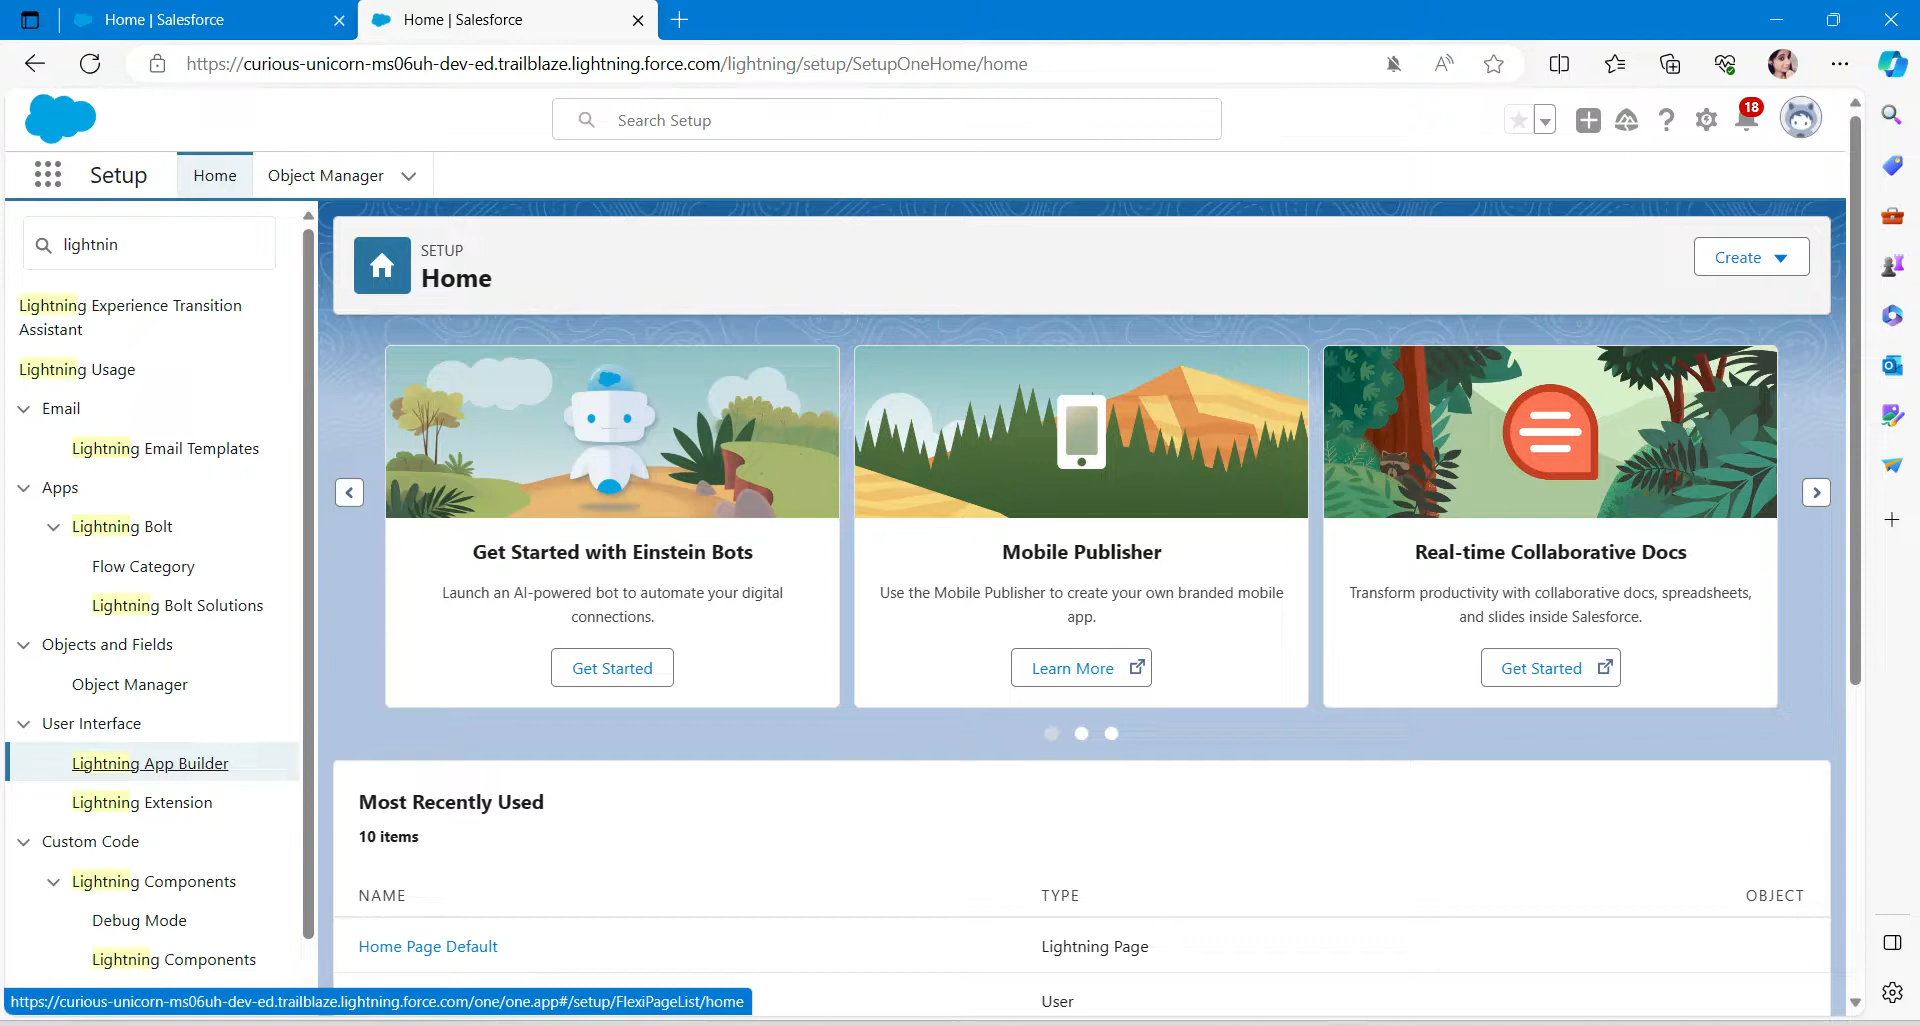 Home | Salesforce
Home | Salesforce
https://curious-unicorn-ms06uh-dev-ed.trailblaze.lightning.force.com/lightning/setup/SetupOneHome/home
Search Setup
18
Setup
Home
Object Manager
lightnin
Lightning Experience Transition
Assistant
Lightning Usage
Email
Lightning Email Templates
Apps
Lightning Bolt
Flow Category
Lightning Bolt Solutions
Objects and Fields
Object Manager
User Interface
Lightning App Builder
Lightning Extension
Custom Code
Lightning Components
Debug Mode
Lightning Components
https://curious-unicorn-ms06uh-dev-ed.trailblaze.lightning.force.com/one/one.app#/setup/FlexiPageList/home
SETUP
Home
Create
Get Started with Einstein Bots
Launch an AI-powered bot to automate your digital
connections.
Get Started
Mobile Publisher
Use the Mobile Publisher to create your own branded mobile
app.
Learn More
Real-time Collaborative Docs
Transform productivity with collaborative docs, spreadsheets,
and slides inside Salesforce.
Get Started
Most Recently Used
10 items
NAME TYPE OBJECT
Home Page Default Lightning Page
User